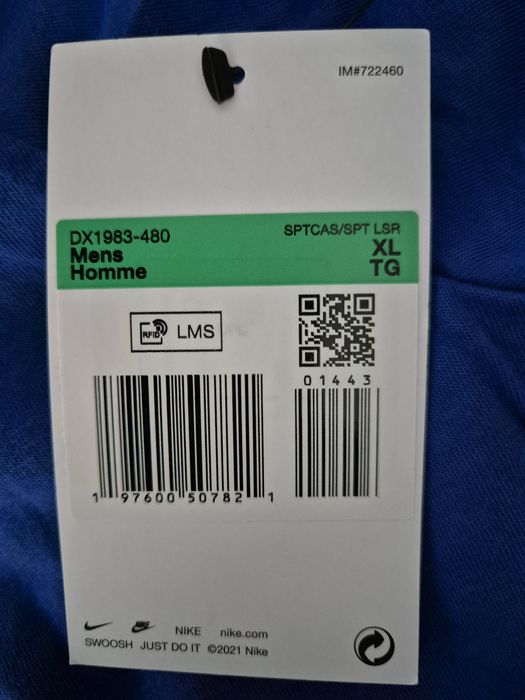 IM#722460
DX1983-480
SPTCAS/SPT LSR
Mens
XL
Homme
TG
RFID LMS
01443
1 97600 50782 1
NIKE nike.com
SWOOSH JUST DO IT ©2021 Nike